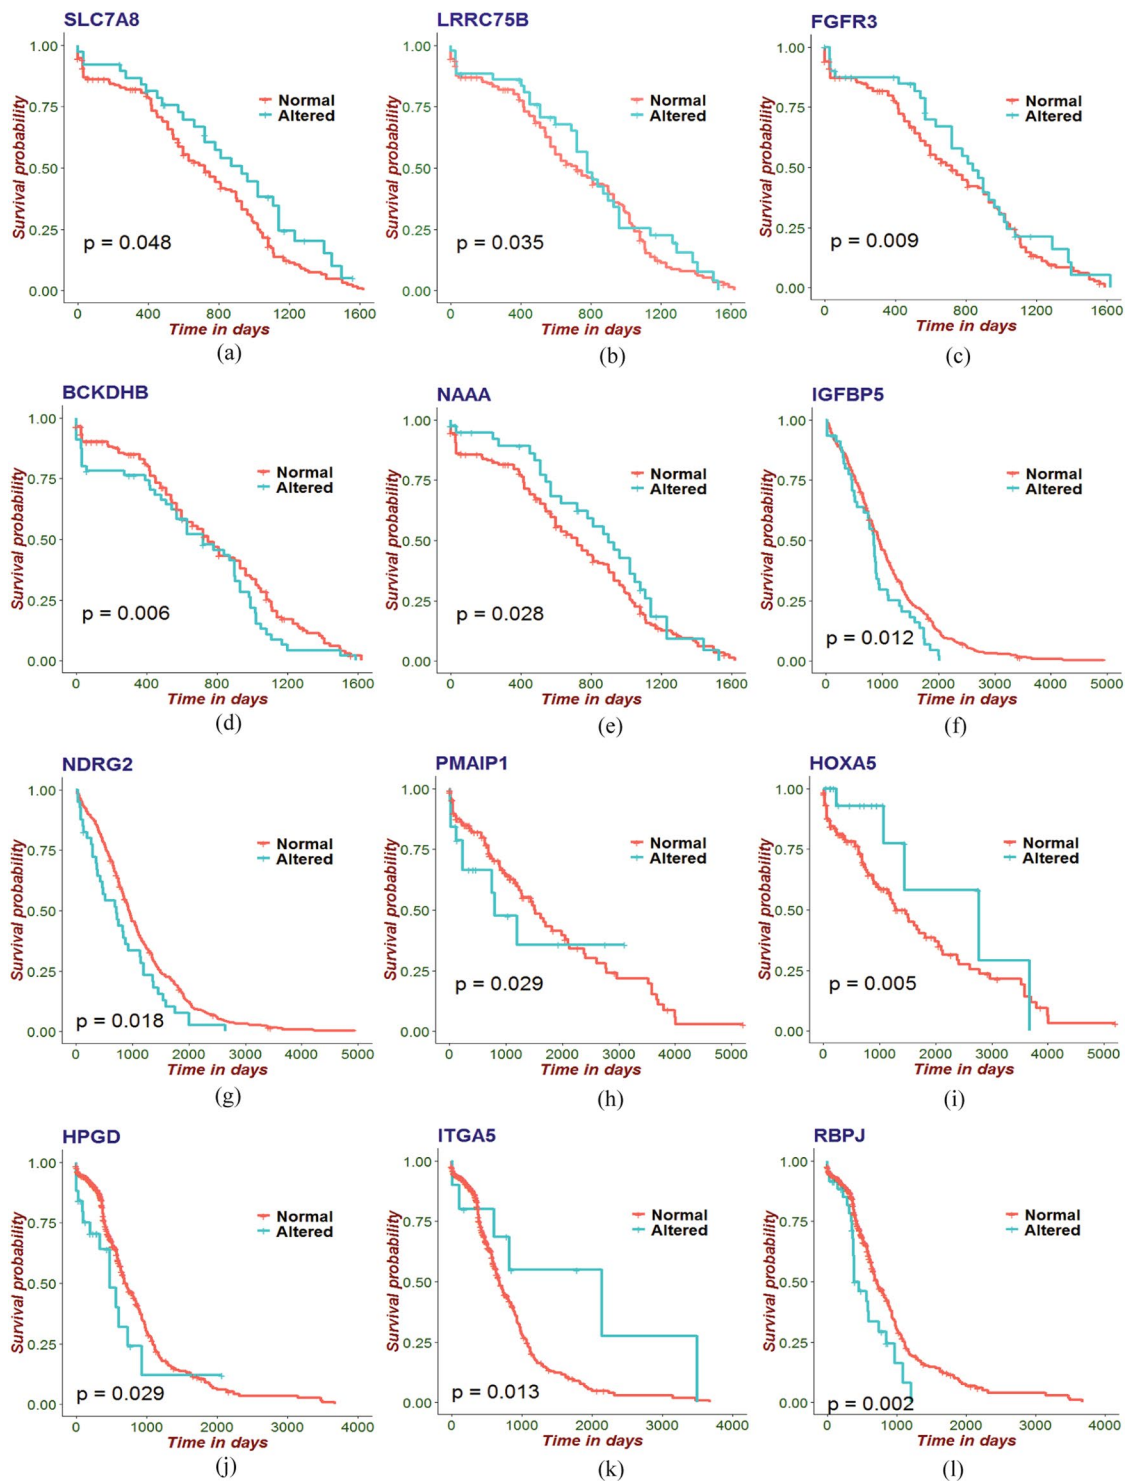 SLC7A8
LRRC75B
FGFR3
Survival probability
1.00
0.75
0.50
0.25
0.00
Normal
Altered
p = 0.048
0 400 800 1200 1600
Time in days
(a)
Survival probability
1.00
0.75
0.50
0.25
0.00
Normal
Altered
p = 0.035
0 400 800 1200 1600
Time in days
(b)
Survival probability
1.00
0.75
0.50
0.25
0.00
Normal
Altered
p = 0.009
0 400 800 1200 1600
Time in days
(c)
BCKDHB
NAAA
IGFBP5
Survival probability
1.00
0.75
0.50
0.25
0.00
Normal
Altered
p = 0.006
0 400 800 1200 1600
Time in days
(d)
Survival probability
1.00
0.75
0.50
0.25
0.00
Normal
Altered
p = 0.028
0 400 800 1200 1600
Time in days
(e)
Survival probability
1.00
0.75
0.50
0.25
0.00
Normal
Altered
p = 0.012
0 1000 2000 3000 4000 5000
Time in days
(f)
NDRG2
PMAIP1
HOXA5
Survival probability
1.00
0.75
0.50
0.25
0.00
Normal
Altered
p = 0.018
0 1000 2000 3000 4000 5000
Time in days
(g)
Survival probability
1.00
0.75
0.50
0.25
0.00
Normal
Altered
p = 0.029
0 1000 2000 3000 4000 5000
Time in days
(h)
Survival probability
1.00
0.75
0.50
0.25
0.00
Normal
Altered
p = 0.005
0 1000 2000 3000 4000 5000
Time in days
(i)
HPGD
ITGA5
RBPJ
Survival probability
1.00
0.75
0.50
0.25
0.00
Normal
Altered
p = 0.029
0 1000 2000 3000 4000
Time in days
(j)
Survival probability
1.00
0.75
0.50
0.25
0.00
Normal
Altered
p = 0.013
0 1000 2000 3000 4000
Time in days
(k)
Survival probability
1.00
0.75
0.50
0.25
0.00
Normal
Altered
p = 0.002
0 1000 2000 3000 4000
Time in days
(l)